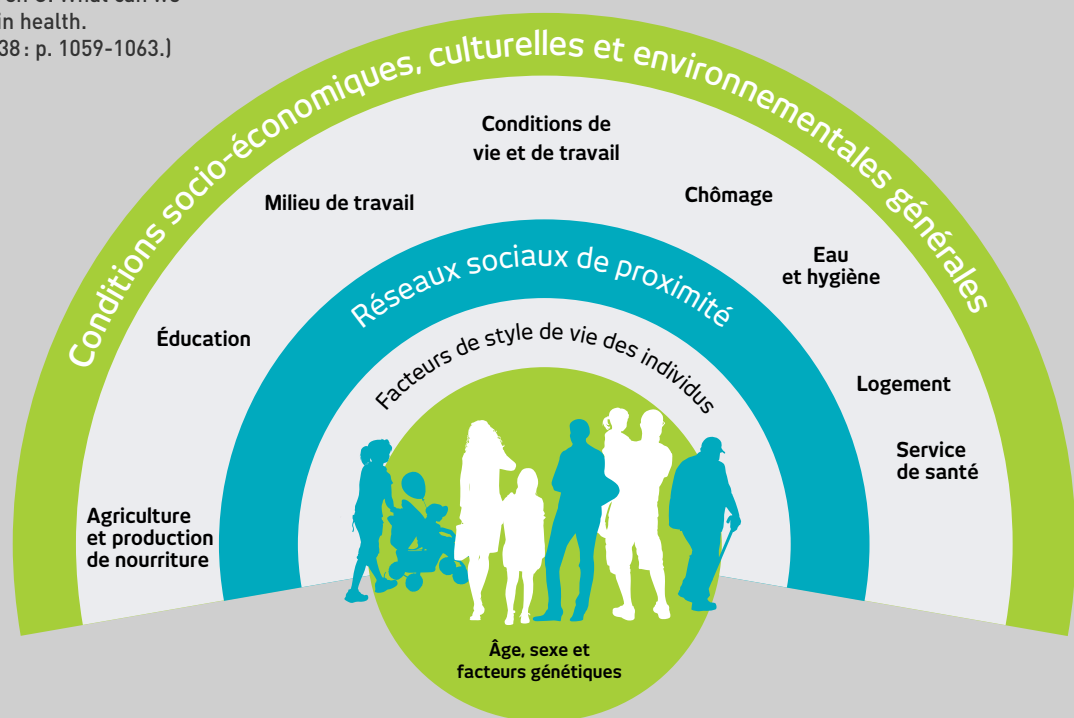 in health.
38 : p. 1059-1063.)
Conditions socio-économiques, culturelles et environnementales générales
Conditions de
vie et de travail
Milieu de travail
Chômage
Eau
et hygiène
Éducation
Logement
Service
de santé
Agriculture
et production
de nourriture
Réseaux sociaux de proximité
Facteurs de style de vie des individus
Âge, sexe et
facteurs génétiques